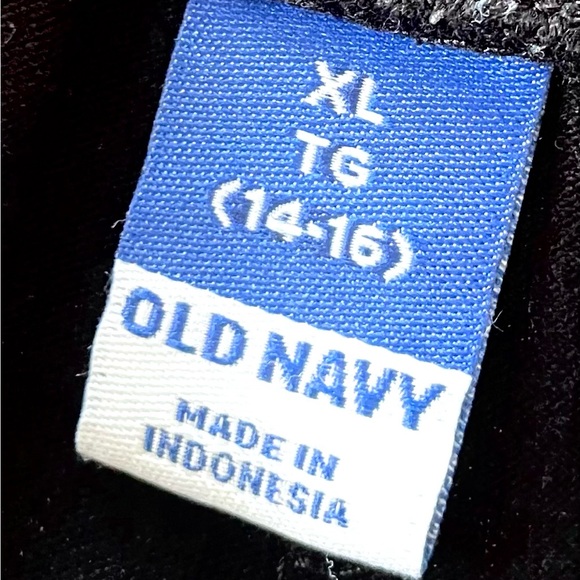 XL
TG
(14-16)
OLD NAVY
MADE IN
INDONESIA